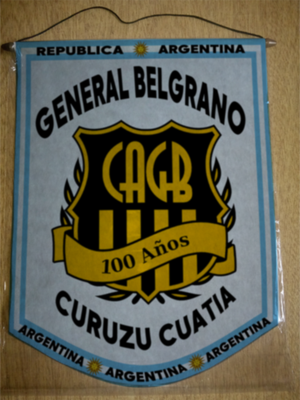 REPUBLICA ARGENTINA
GENERAL BELGRANO
CAGB
100 Años
CURUZU CUATIA
ARGENTINA ARGENTINA ARGENTINA